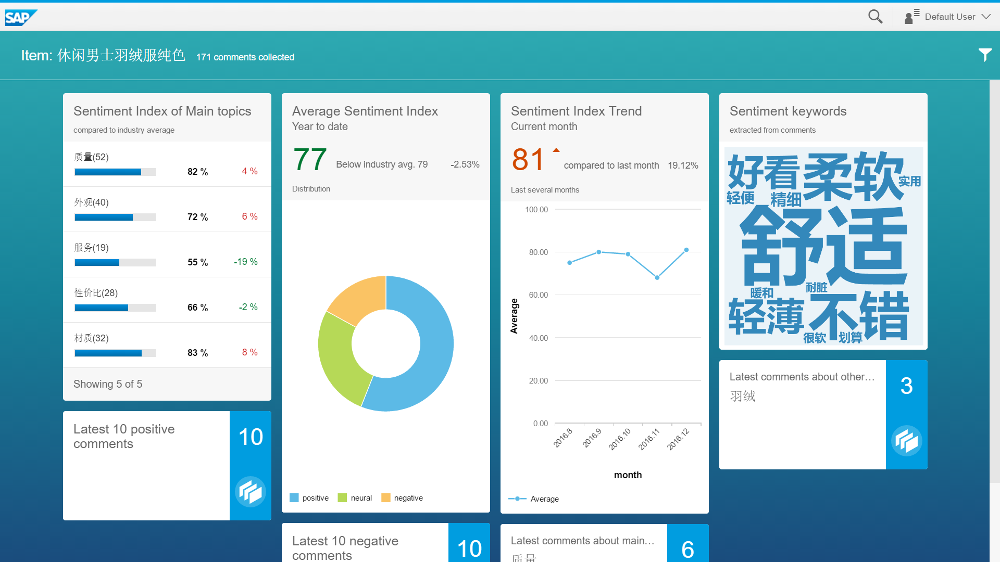 SAP
Default User
Item: 休闲男士羽绒服纯色 171 comments collected
Sentiment Index of Main topics
compared to industry average
质量(52)
82 % 4 %
外观(40)
72 % 6 %
服务(19)
55 % -19 %
性价比(28)
66 % -2 %
材质(32)
83 % 8 %
Showing 5 of 5
Latest 10 positive
comments
10
Average Sentiment Index
Year to date
77 Below industry avg. 79 -2.53%
Distribution
positive neural negative
Latest 10 negative
comments
10
Sentiment Index Trend
Current month
81 compared to last month 19.12%
Last several months
100.00
80.00
60.00
40.00
20.00
0.00
Average
2016.8 2016.9 2016.10 2016.11 2016.12
month
Average
Latest comments about main...
质量
6
Sentiment keywords
extracted from comments
好看 柔软 实用
轻便 精细
舒适
暖和 耐脏
轻薄 不错
很软 划算
Latest comments about other...
羽绒
3